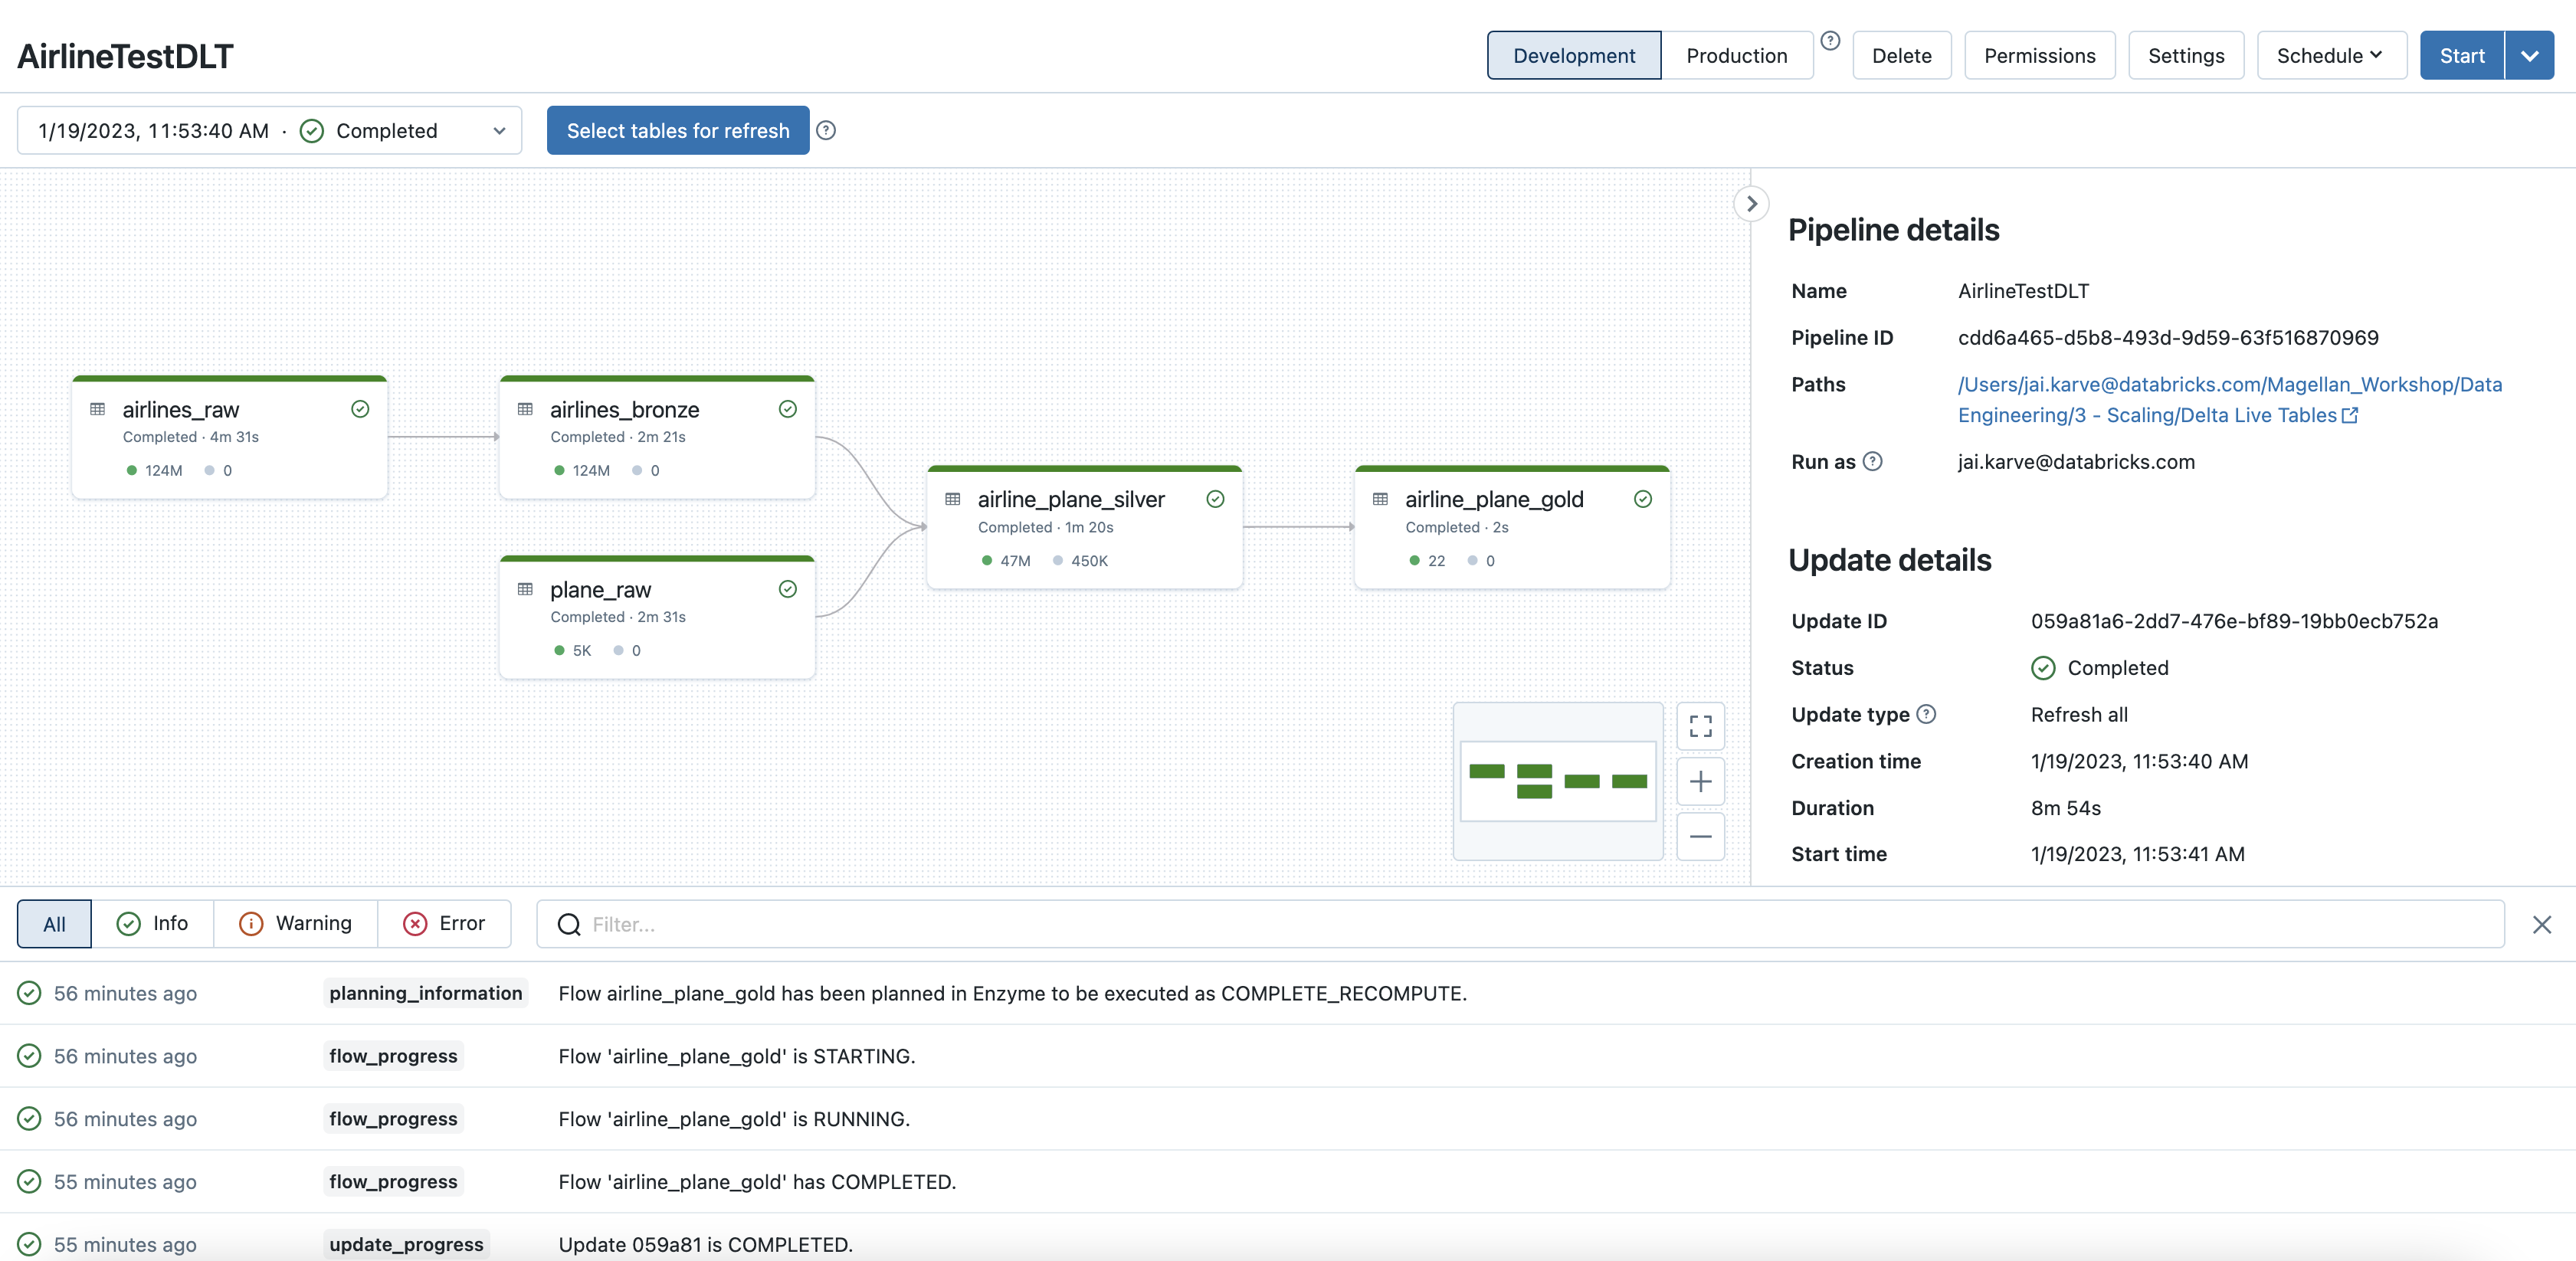 AirlineTestDLT
Development Production Delete Permissions Settings Schedule Start
1/19/2023, 11:53:40 AM · Completed
Select tables for refresh
airlines_raw
Completed · 4m 31s
124M 0
airlines_bronze
Completed · 2m 21s
124M 0
plane_raw
Completed · 2m 31s
5K 0
airline_plane_silver
Completed · 1m 20s
47M 450K
airline_plane_gold
Completed · 2s
22 0
Pipeline details
Name AirlineTestDLT
Pipeline ID cdd6a465-d5b8-493d-9d59-63f516870969
Paths /Users/jai.karve@databricks.com/Magellan_Workshop/Data
Engineering/3 - Scaling/Delta Live Tables
Run as jai.karve@databricks.com
Update details
Update ID 059a81a6-2dd7-476e-bf89-19bb0ecb752a
Status Completed
Update type Refresh all
Creation time 1/19/2023, 11:53:40 AM
Duration 8m 54s
Start time 1/19/2023, 11:53:41 AM
All Info Warning Error Filter...
56 minutes ago planning_information Flow airline_plane_gold has been planned in Enzyme to be executed as COMPLETE_RECOMPUTE.
56 minutes ago flow_progress Flow 'airline_plane_gold' is STARTING.
56 minutes ago flow_progress Flow 'airline_plane_gold' is RUNNING.
55 minutes ago flow_progress Flow 'airline_plane_gold' has COMPLETED.
55 minutes ago update_progress Update 059a81 is COMPLETED.